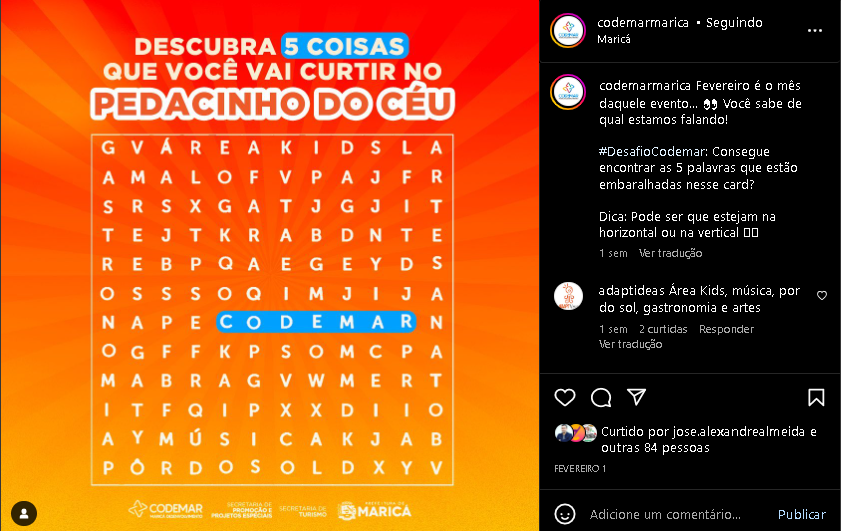 DESCUBRA 5 COISAS
QUE VOCÊ VAI CURTIR NO
PEDACINHO DO CÉU
G V Á R E A K I D S L A
A M A L O F V P A J F R
S R S X G A T J G J I T
T E J T K R A B D N T E
R E B P Q A E G E Y D S
O S S S O Q I M J I J A
N A P E C O D E M A R N
O G F F K P S O M C P A
M A B R A G V W M E R T
I T F Q I P X X D I I O
A Y M Ú S I C A K J A B
P Ô R D O S O L D X Y V
CODEMAR
SECRETARIA DE
PROMOÇÃO E
PROJETOS ESPECIAIS
SECRETARIA DE
TURISMO
MARICÁ
codemarmarica • Seguindo
Maricá
codemarmarica Fevereiro é o mês
daquele evento... 👀 Você sabe de
qual estamos falando!
#DesafioCodemar: Consegue
encontrar as 5 palavras que estão
embaralhadas nesse card?
Dica: Pode ser que estejam na
horizontal ou na vertical
1 sem Ver tradução
adaptideas Área Kids, música, por
do sol, gastronomia e artes
1 sem 2 curtidas Responder
Ver tradução
Curtido por jose.alexandrealmeida e
outras 84 pessoas
FEVEREIRO 1
Adicione um comentário... Publicar